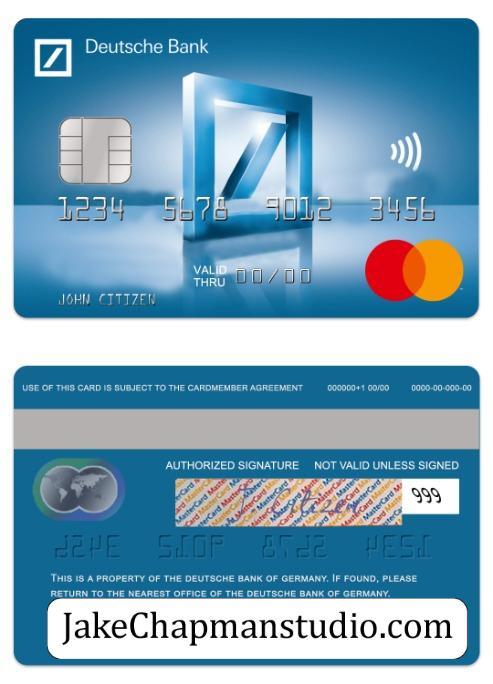 Deutsche Bank
1234 5678 9012 3456
VALID
THRU 00/00
JOHN CITIZEN
USE OF THIS CARD IS SUBJECT TO THE CARDMEMBER AGREEMENT 000000+1 00/00 0000-00-000-00
AUTHORIZED SIGNATURE NOT VALID UNLESS SIGNED
MasterCard
999
THIS IS A PROPERTY OF THE DEUTSCHE BANK OF GERMANY. IF FOUND, PLEASE
RETURN TO THE NEAREST OFFICE OF THE DEUTSCHE BANK OF GERMANY.
JakeChapmanstudio.com